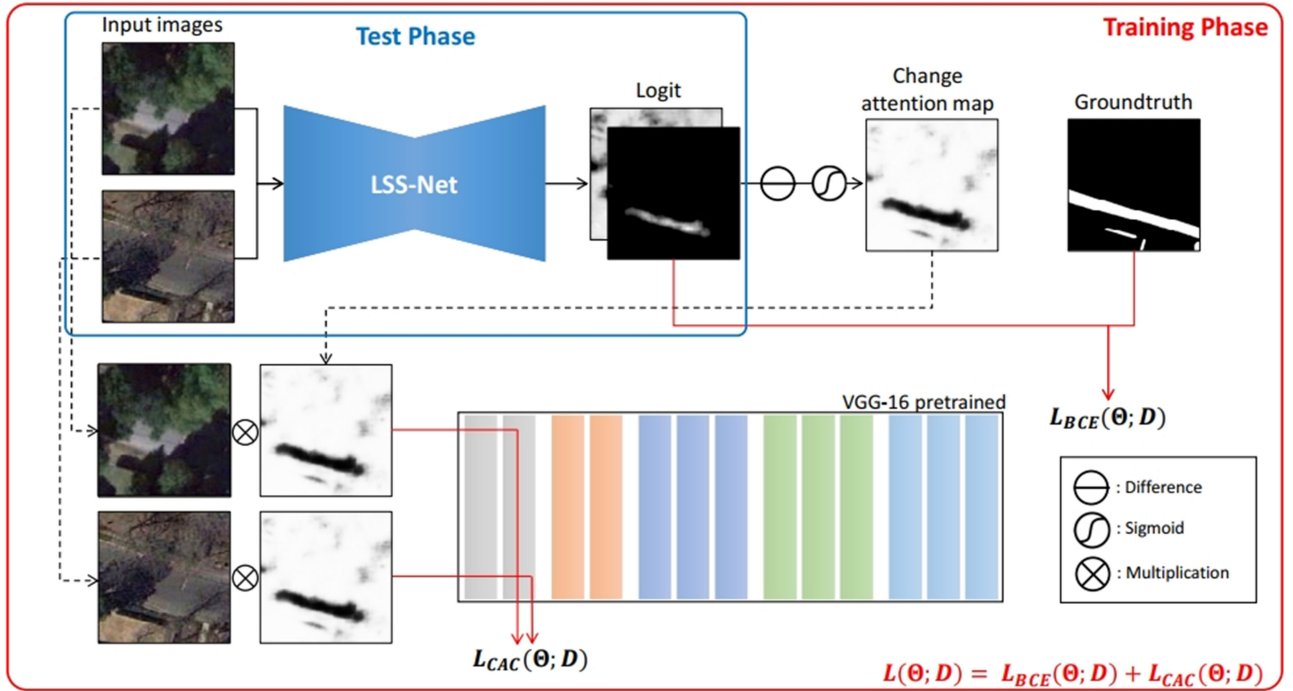 Input images
Test Phase
Training Phase
LSS-Net
Logit
Change
attention map
Groundtruth
VGG-16 pretrained
L_BCE(Θ; D)
: Difference
: Sigmoid
: Multiplication
L_CAC(Θ; D)
L(Θ; D) = L_BCE(Θ; D) + L_CAC(Θ; D)